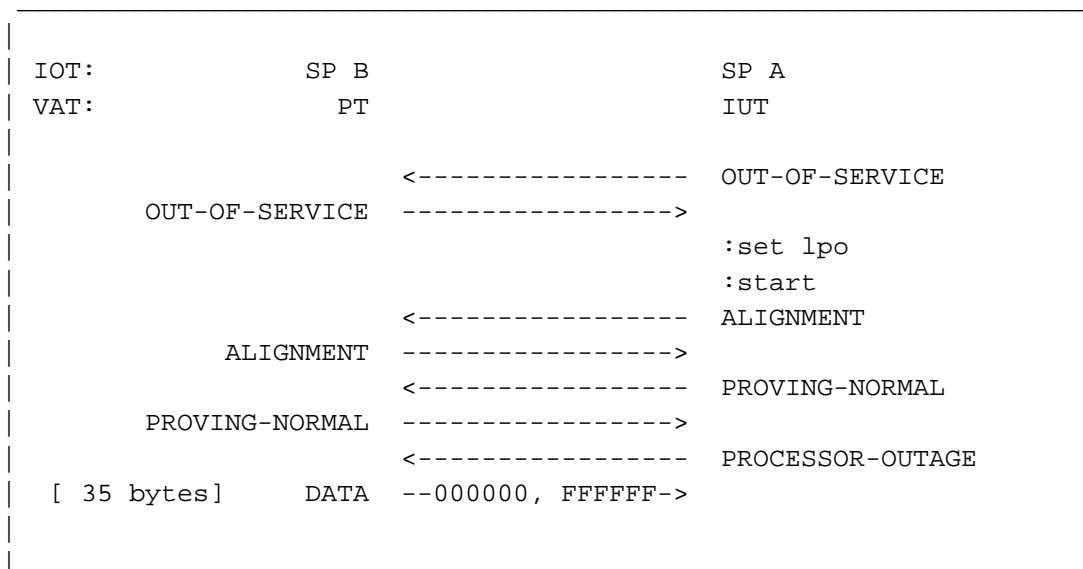 IOT: SP B SP A
VAT: PT IUT
<----------------- OUT-OF-SERVICE
OUT-OF-SERVICE ----------------->
:set lpo
:start
<----------------- ALIGNMENT
ALIGNMENT ----------------->
<----------------- PROVING-NORMAL
PROVING-NORMAL ----------------->
<----------------- PROCESSOR-OUTAGE
[ 35 bytes] DATA --000000, FFFFFF->